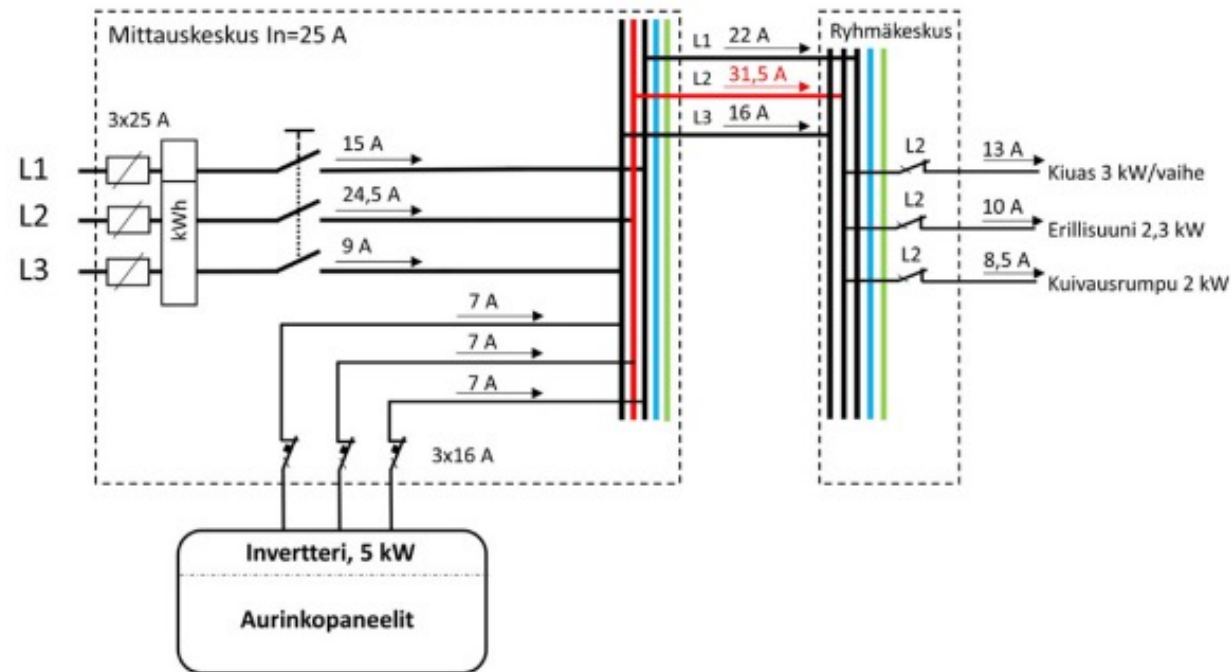 Mittauskeskus In=25 A
Ryhmäkeskus
L1 22 A
L2 31,5 A
L3 16 A
3x25 A
L1
15 A
L2
24,5 A
L3
9 A
kWh
L2 13 A
Kiuas 3 kW/vaihe
L2 10 A
Erillisuuni 2,3 kW
L2 8,5 A
Kuivausrumpu 2 kW
7 A
7 A
7 A
3x16 A
Invertteri, 5 kW
Aurinkopaneelit